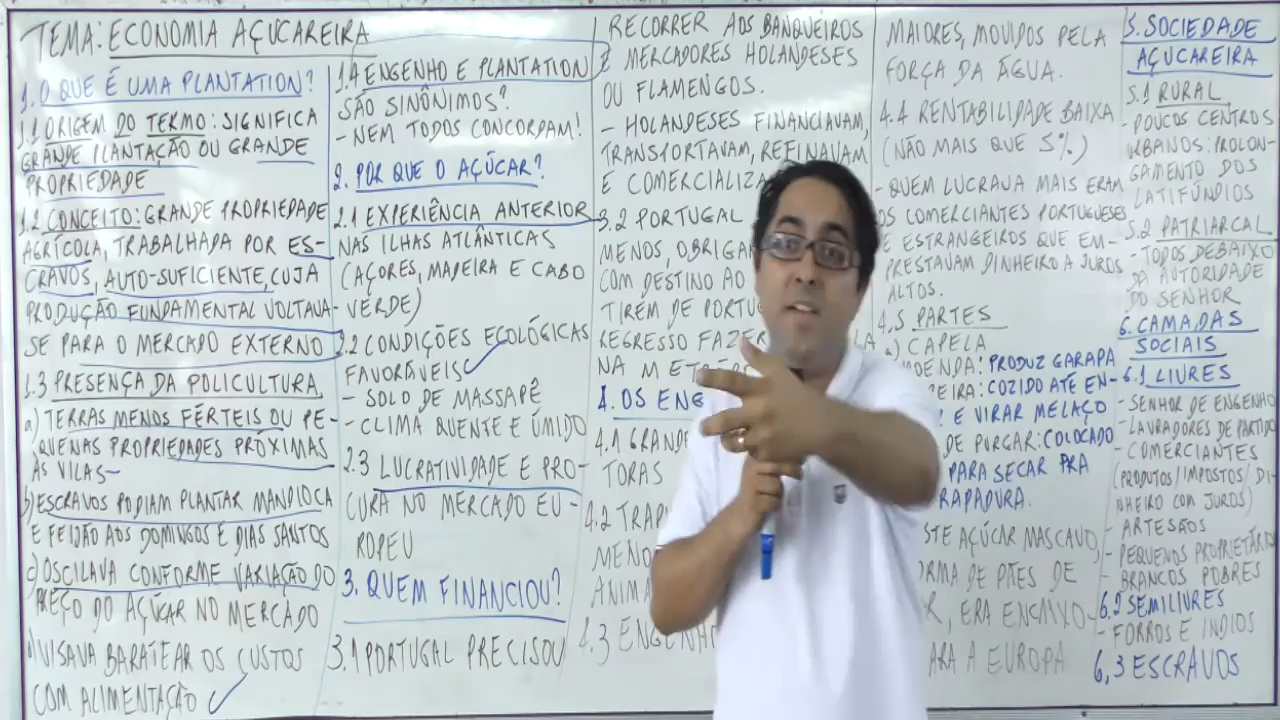 TEMA: ECONOMIA AÇUCAREIRA
1. O QUE É UMA PLANTATION?
1.1 ORIGEM DO TERMO: SIGNIFICA
GRANDE PLANTAÇÃO OU GRANDE
PROPRIEDADE
1.2 CONCEITO: GRANDE PROPRIEDADE
AGRÍCOLA, TRABALHADA POR ES-
CRAVOS, AUTO-SUFICIENTE, CUJA
PRODUÇÃO FUNDAMENTAL VOLTAVA-
SE PARA O MERCADO EXTERNO
1.3 PRESENÇA DA POLICULTURA
a) TERRAS MENOS FÉRTEIS OU PE-
QUENAS PROPRIEDADES PRÓXIMAS
ÀS VILAS
b) ESCRAVOS PODIAM PLANTAR MANDIOCA
E FEIJÃO AOS DOMINGOS E DIAS SANTOS
c) OSCILAVA CONFORME VARIAÇÃO DO
PREÇO DO AÇÚCAR NO MERCADO
d) VISAVA BARATEAR OS CUSTOS
COM ALIMENTAÇÃO
1.4 ENGENHO E PLANTATION
SÃO SINÔNIMOS?
- NEM TODOS CONCORDAM!
2. POR QUE O AÇÚCAR?
2.1 EXPERIÊNCIA ANTERIOR
NAS ILHAS ATLÂNTICAS
(AÇORES, MADEIRA E CABO
VERDE)
2.2 CONDIÇÕES ECOLÓGICAS
FAVORÁVEIS
- SOLO DE MASSAPÊ
- CLIMA QUENTE E ÚMIDO
2.3 LUCRATIVIDADE E PRO-
CURA NO MERCADO EU-
ROPEU
3. QUEM FINANCIOU?
3.1 PORTUGAL PRECISOU
RECORRER AOS BANQUEIROS
E MERCADORES HOLANDESES
OU FLAMENGOS.
- HOLANDESES FINANCIAVAM,
TRANSPORTAVAM, REFINAVAM
E COMERCIALIZA
3.2 PORTUGAL
MENOS, OBRIGA
COM DESTINO AO
TIREM DE PORTU
REGRESSO FAZER
NA METR
4. OS ENG
4.1 GRANDE
TORAS
4.2 TRAP
MENO
ANIMA
4.3 ENGENHO
MAIORES, MOVIDOS PELA
FORÇA DA ÁGUA.
4.4 RENTABILIDADE BAIXA
(NÃO MAIS QUE 5%)
- QUEM LUCRAVA MAIS ERAM
OS COMERCIANTES PORTUGUESES
E ESTRANGEIROS QUE EM-
PRESTAVAM DINHEIRO A JUROS
ALTOS.
4.5 PARTES
a) CAPELA
OENDA: PRODUZ GARAPA
EIRA: COZIDO ATÉ EN-
E VIRAR MELAÇO
DE PURGAR: COLOCADO
PARA SECAR PRA
RAPADURA.
STE AÇÚCAR MASCAVO,
ORMA DE PÃES DE
R, ERA ENCAIXO-
ARA A EUROPA
5. SOCIEDADE
AÇUCAREIRA
5.1 RURAL
- POUCOS CENTROS
URBANOS: PROLON-
GAMENTO DOS
LATIFÚNDIOS
5.2 PATRIARCAL
- TODOS DEBAIXO
DA AUTORIDADE
DO SENHOR
6. CAMADAS
SOCIAIS
6.1 LIVRES
- SENHOR DE ENGENHO
- LAVRADORES DE PARTIDO
- COMERCIANTES
(PRODUTOS/IMPOSTOS/DI-
NHEIRO COM JUROS)
- ARTESÃOS
- PEQUENOS PROPRIETÁRIOS
- BRANCOS POBRES
6.2 SEMILIVRES
- FORROS E ÍNDIOS
6.3 ESCRAVOS